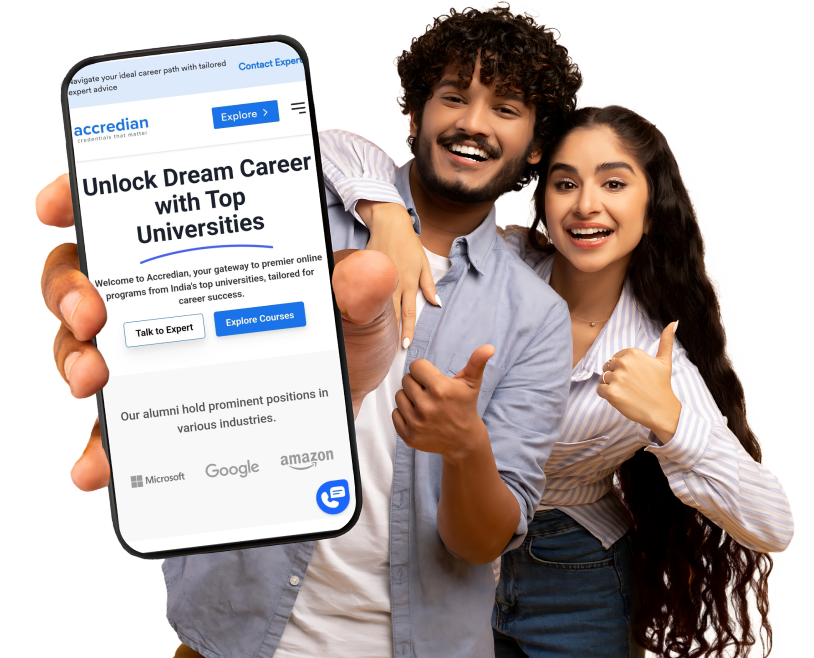 Navigate your ideal career path with tailored
expert advice
Contact Expert
accredian
credentials that matter
Explore >
Unlock Dream Career
with Top
Universities
Welcome to Accredian, your gateway to premier online
programs from India's top universities, tailored for
career success.
Talk to Expert
Explore Courses
Our alumni hold prominent positions in
various industries.
Microsoft
Google
amazon